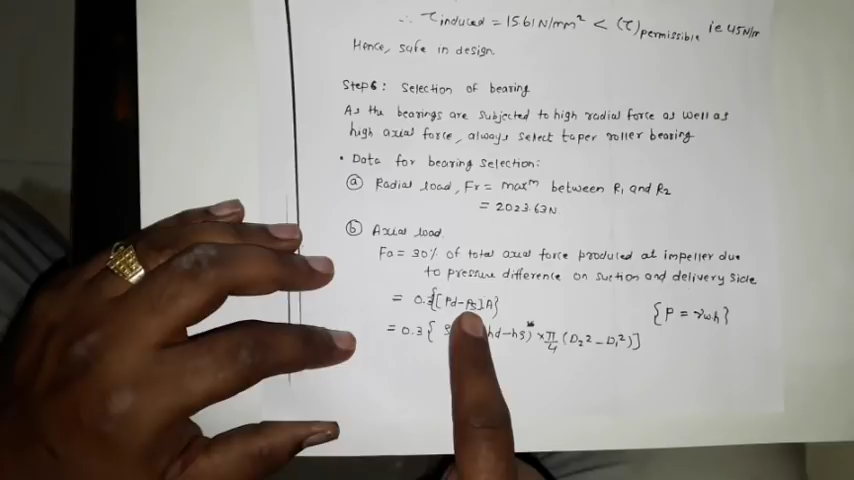 ∴ τinduced = 15.61 N/mm² < (τ)permissible ie 45N/m
Hence, safe in design.
Step 6: Selection of bearing
As the bearings are subjected to high radial force as well as
high axial force, always select taper roller bearing
• Data for bearing selection:
(a) Radial load, Fr = maxᵐ between R₁ and R₂
= 2023.63N
(b) Axial load.
Fa = 30% of total axial force produced at impeller due
to pressure difference on suction and delivery side
= 0.3{[Pd-Ps]A}
{P = γωh}
= 0.3{ hd-hs) × π/4 (D₂² - D₁²)]